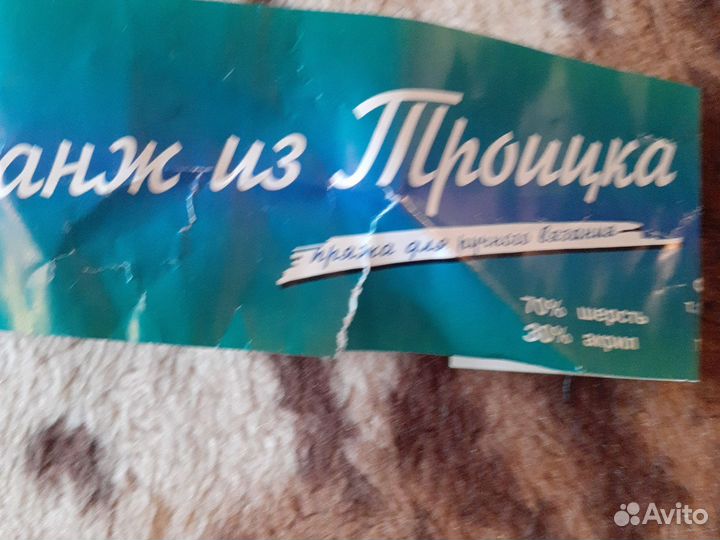 анж из Троицка
пряжа для ручного вязания
70% шерсть
30% акрил
Avito